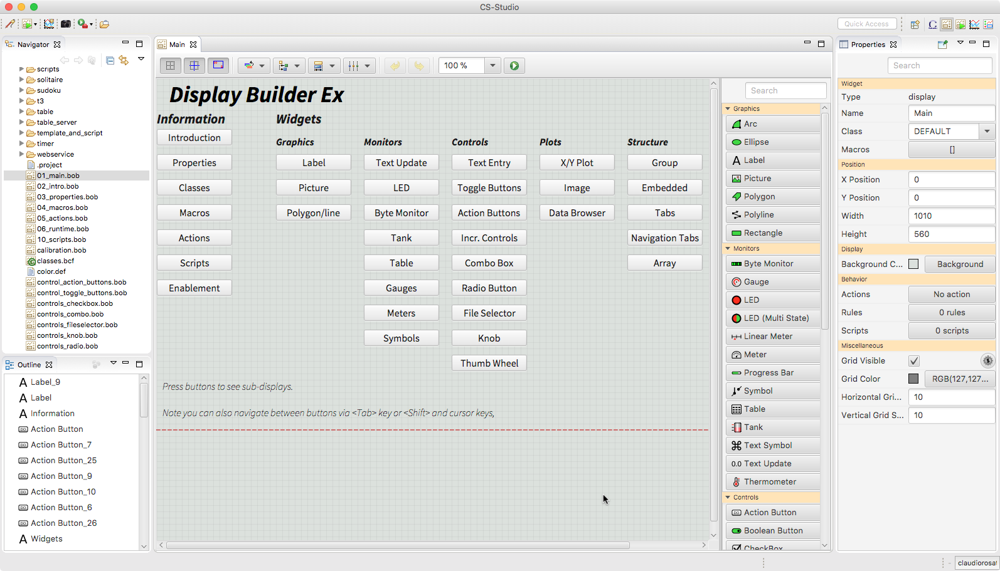 CS-Studio
Quick Access
Navigator
scripts
solitaire
sudoku
t3
table
table_server
template_and_script
timer
webservice
.project
01_main.bob
02_intro.bob
03_properties.bob
04_macros.bob
05_actions.bob
06_runtime.bob
10_scripts.bob
calibration.bob
classes.bcf
color.def
control_action_buttons.bob
control_toggle_buttons.bob
controls_checkbox.bob
controls_combo.bob
controls_fileselector.bob
controls_knob.bob
controls_radio.bob
Outline
Label_9
Label
Information
Action Button
Action Button_7
Action Button_25
Action Button_9
Action Button_10
Action Button_6
Action Button_26
Widgets
Main
100 %
Display Builder Ex
Information Widgets
Introduction
Graphics Monitors Controls Plots Structure
Properties Label Text Update Text Entry X/Y Plot Group
Classes Picture LED Toggle Buttons Image Embedded
Macros Polygon/line Byte Monitor Action Buttons Data Browser Tabs
Actions Tank Incr. Controls Navigation Tabs
Scripts Table Combo Box Array
Enablement Gauges Radio Button
Meters File Selector
Symbols Knob
Thumb Wheel
Press buttons to see sub-displays.
Note you can also navigate between buttons via <Tab> key or <Shift> and cursor keys,
Search
Graphics
Arc
Ellipse
Label
Picture
Polygon
Polyline
Rectangle
Monitors
Byte Monitor
Gauge
LED
LED (Multi State)
Linear Meter
Meter
Progress Bar
Symbol
Table
Tank
Text Symbol
0.0 Text Update
Thermometer
Controls
Action Button
Boolean Button
CheckBox
Properties
Search
Widget
Type display
Name Main
Class DEFAULT
Macros []
Position
X Position 0
Y Position 0
Width 1010
Height 560
Display
Background C... Background
Behavior
Actions No action
Rules 0 rules
Scripts 0 scripts
Miscellaneous
Grid Visible
Grid Color RGB(127,127...
Horizontal Gri... 10
Vertical Grid S... 10
claudiorosat